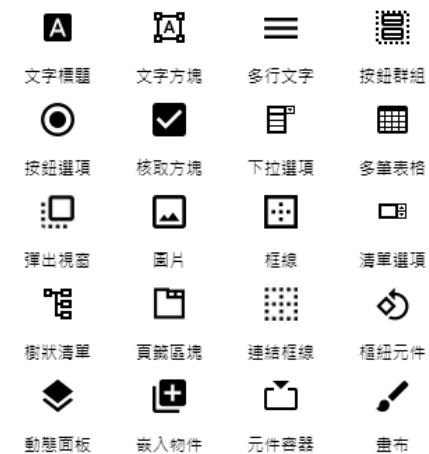 文字標題 文字方塊 多行文字 按鈕群組
按鈕選項 核取方塊 下拉選項 多筆表格
彈出視窗 圖片 框線 清單選項
樹狀清單 頁籤區塊 連結框線 樞紐元件
動態面板 嵌入物件 元件容器 畫布